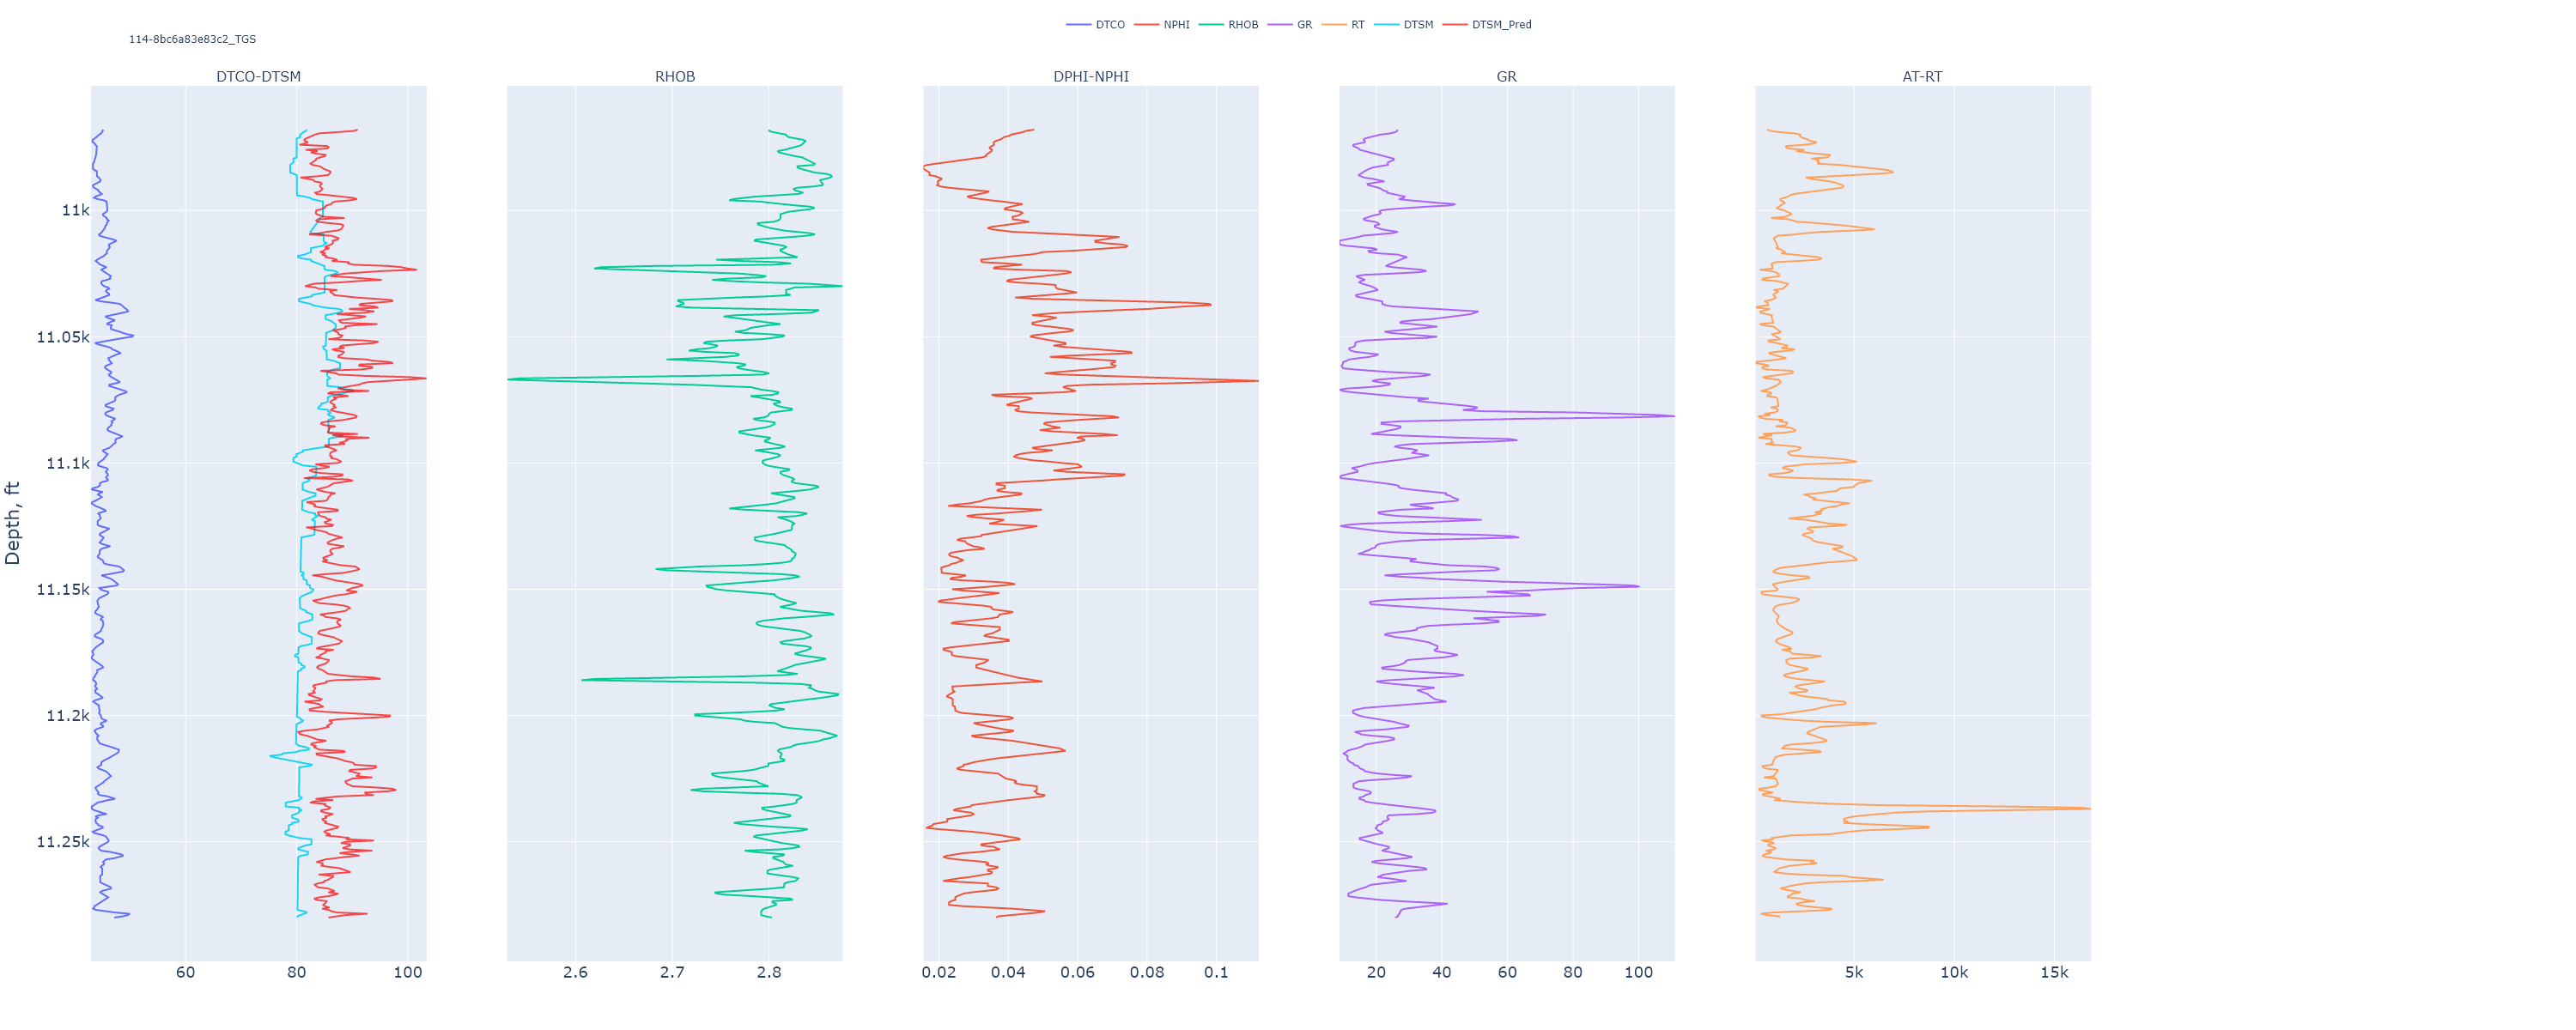 DTCO NPHI RHOB GR RT DTSM DTSM_Pred
114-8bc6a83e83c2_TGS
DTCO-DTSM RHOB DPHI-NPHI GR AT-RT
Depth, ft
11k
11.05k
11.1k
11.15k
11.2k
11.25k
60 80 100 2.6 2.7 2.8 0.02 0.04 0.06 0.08 0.1 20 40 60 80 100 5k 10k 15k